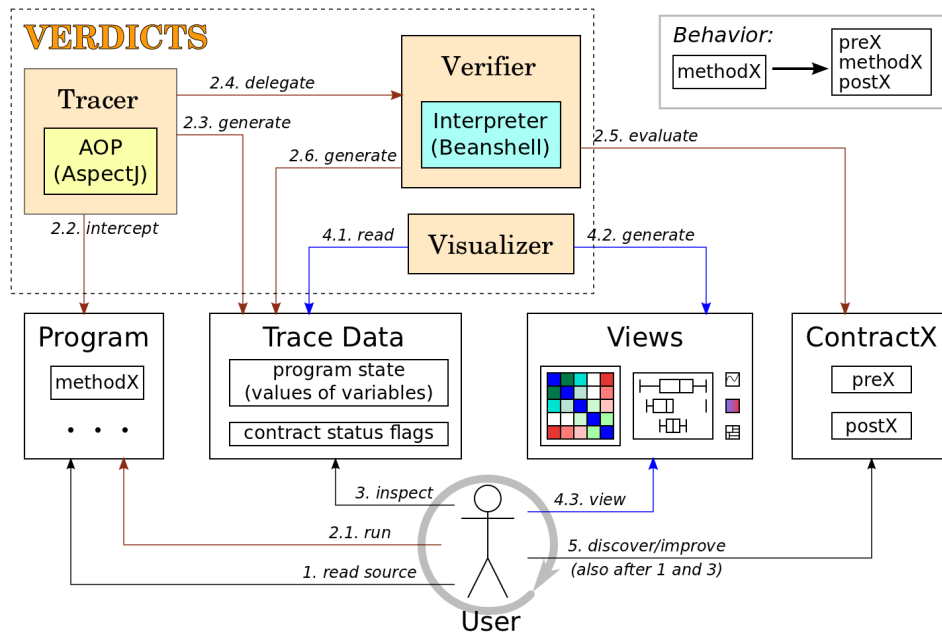 VERDICTS
Tracer
AOP
(AspectJ)
2.4. delegate
2.3. generate
2.6. generate
Verifier
Interpreter
(Beanshell)
Behavior:
methodX
preX
methodX
postX
2.5. evaluate
2.2. intercept
4.1. read
Visualizer
4.2. generate
Program
methodX
. . .
Trace Data
program state
(values of variables)
contract status flags
Views
ContractX
preX
postX
3. inspect
4.3. view
2.1. run
5. discover/improve
(also after 1 and 3)
1. read source
User